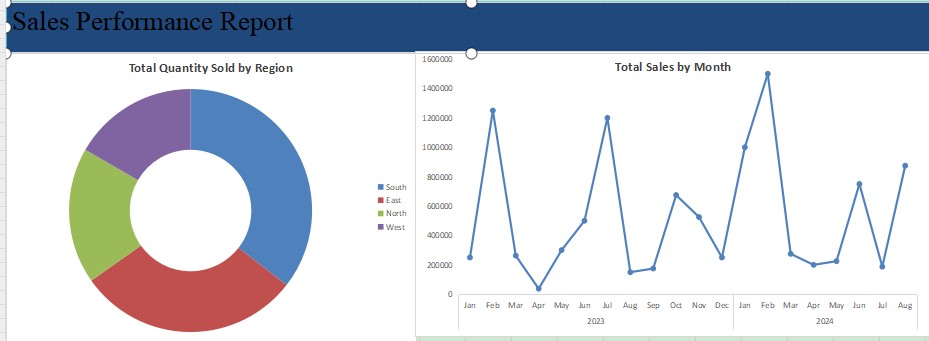 Sales Performance Report
Total Quantity Sold by Region
South
East
North
West
Total Sales by Month
1600000
1400000
1200000
1000000
800000
600000
400000
200000
0
Jan Feb Mar Apr May Jun Jul Aug Sep Oct Nov Dec Jan Feb Mar Apr May Jun Jul Aug
2023 2024